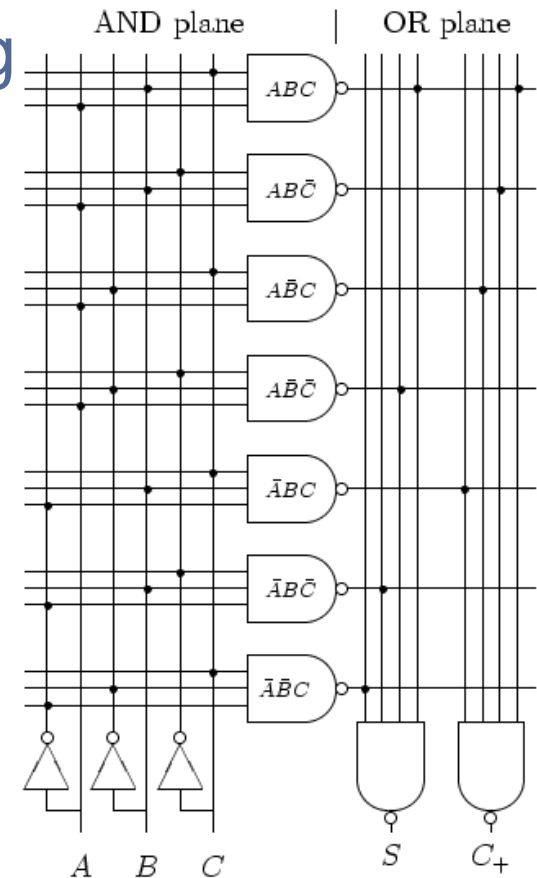 g
AND plane | OR plane
ABC
ABC̄
AB̄C
AB̄C̄
ĀBC
ĀBC̄
ĀB̄C
A B C S C₊